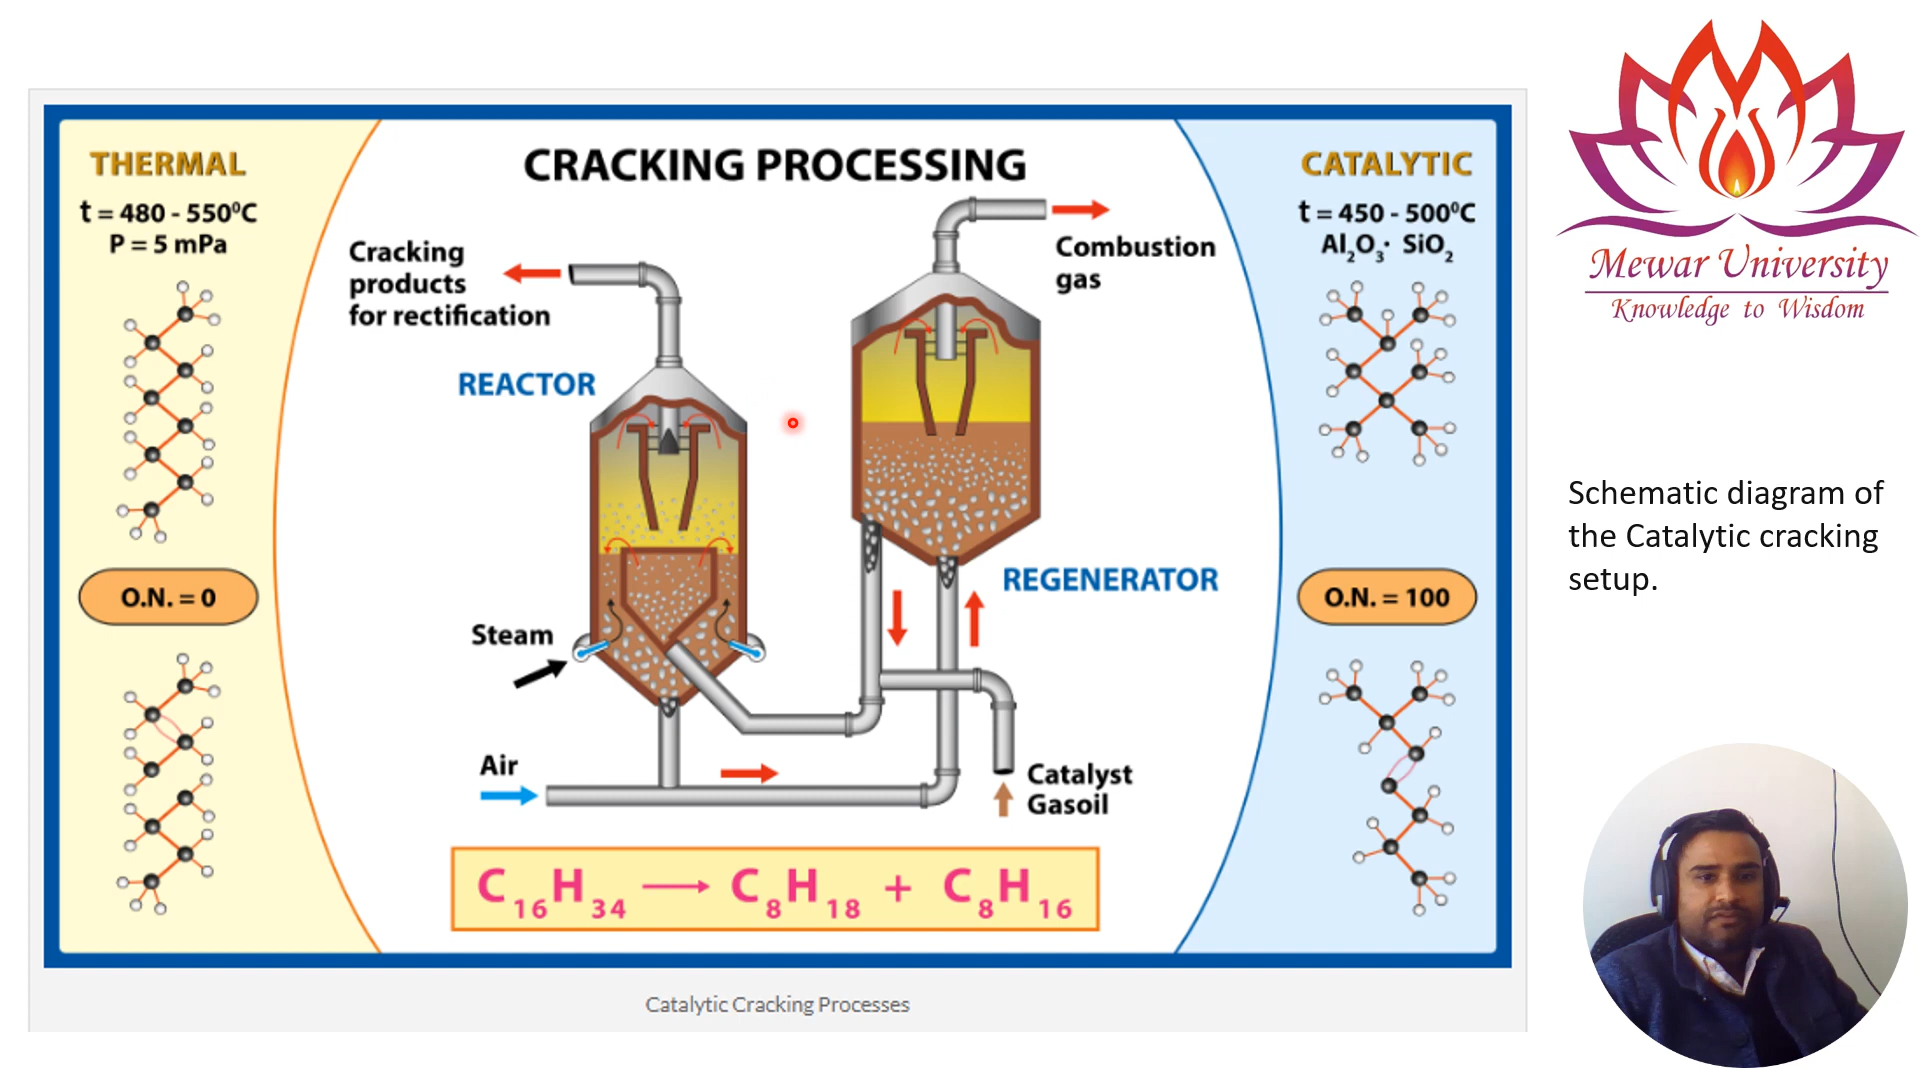 CRACKING PROCESSING
THERMAL
t = 480 - 550⁰C
P = 5 mPa
O.N. = 0
Cracking
products
for rectification
REACTOR
Steam
Air
Combustion
gas
REGENERATOR
Catalyst
Gasoil
C₁₆H₃₄ → C₈H₁₈ + C₈H₁₆
CATALYTIC
t = 450 - 500⁰C
Al₂O₃· SiO₂
O.N. = 100
Catalytic Cracking Processes
Mewar University
Knowledge to Wisdom
Schematic diagram of
the Catalytic cracking
setup.